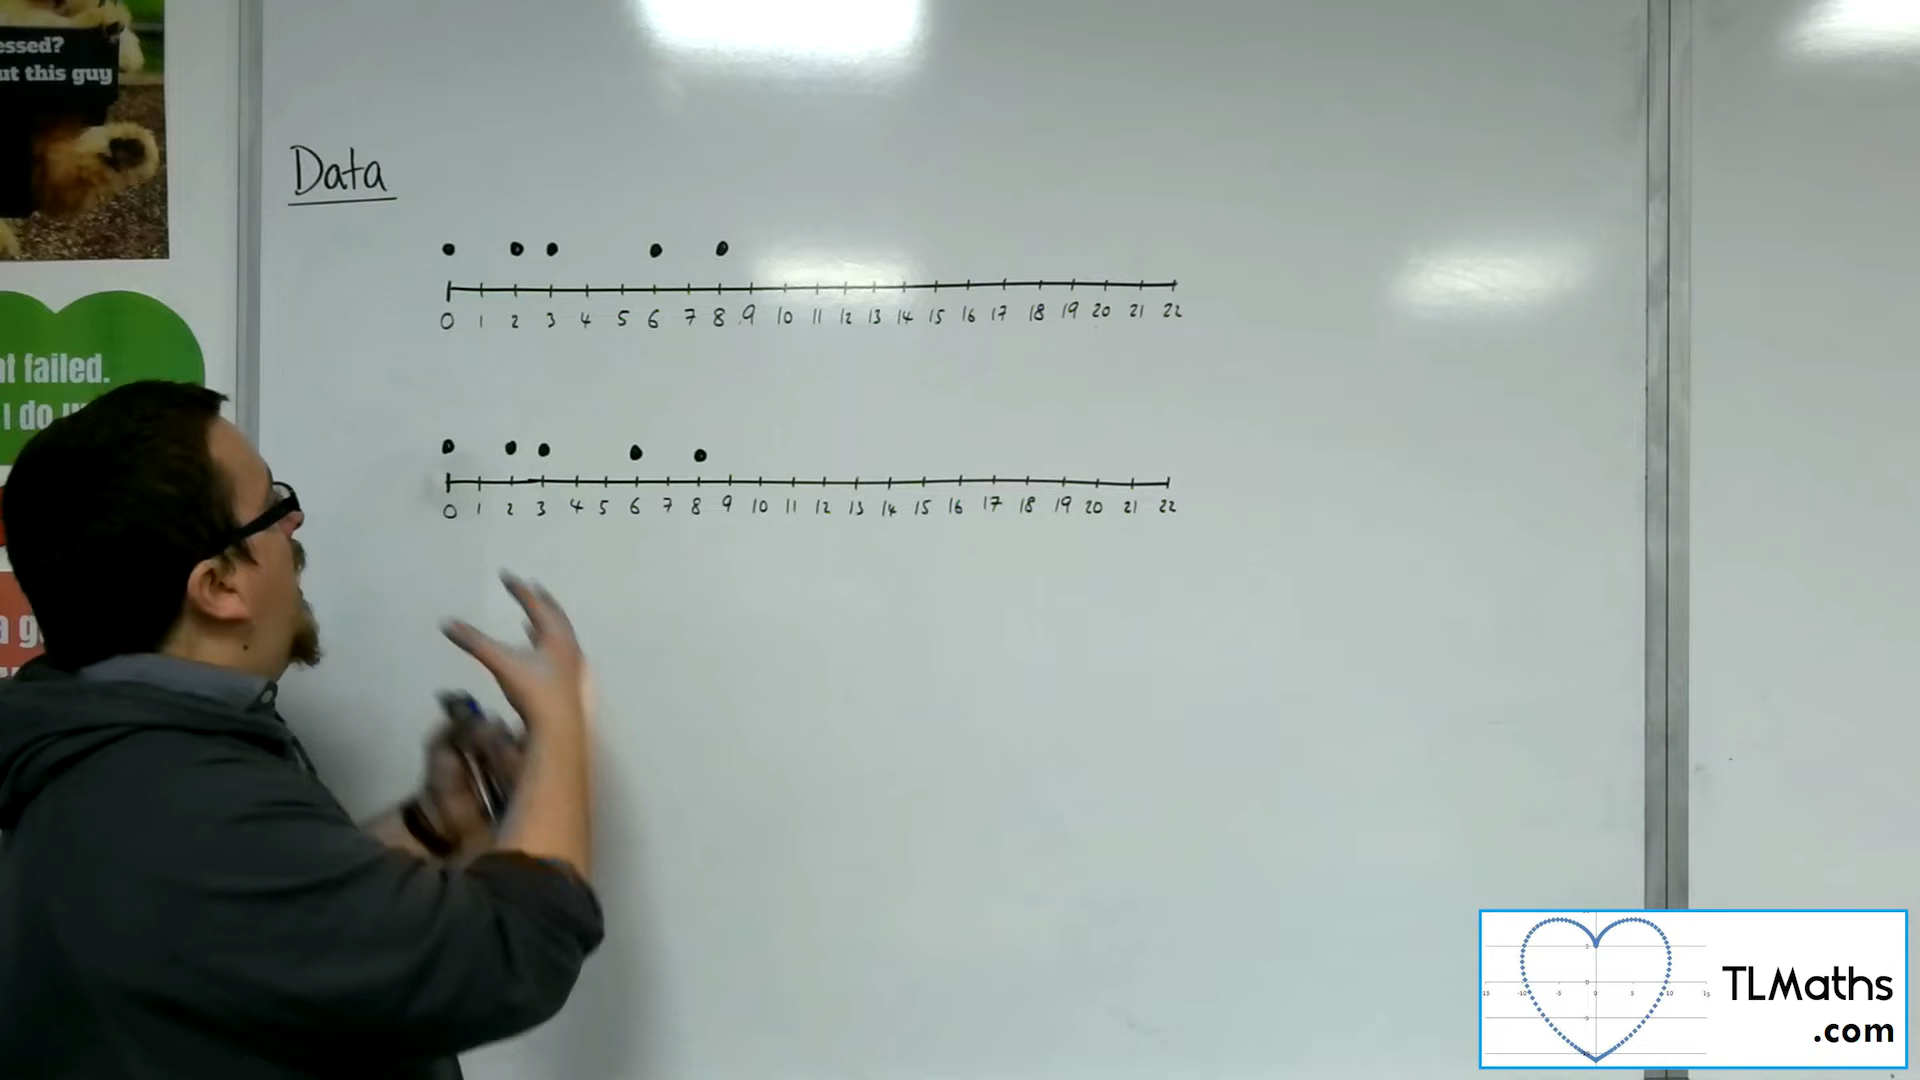 essed?
ut this guy
Data
0 1 2 3 4 5 6 7 8 9 10 11 12 13 14 15 16 17 18 19 20 21 22
t failed.
I do
0 1 2 3 4 5 6 7 8 9 10 11 12 13 14 15 16 17 18 19 20 21 22
a g
TLMaths
.com